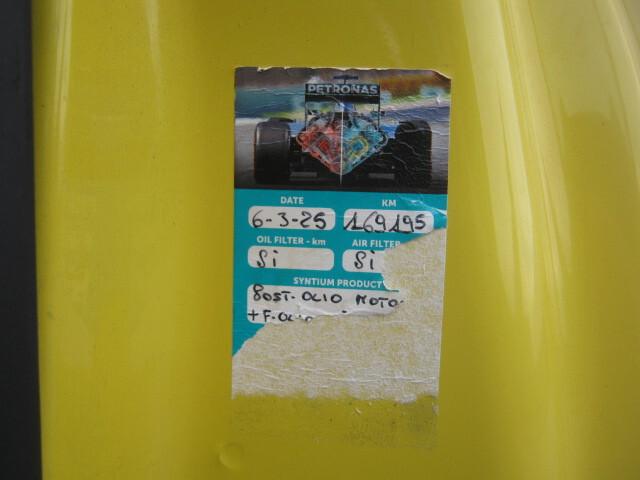 PETRONAS
DATE KM
6-3-25 169195
OIL FILTER - km AIR FILTER
Si Si
SYNTIUM PRODUCT
SOST. OLIO MOTO
+ F.